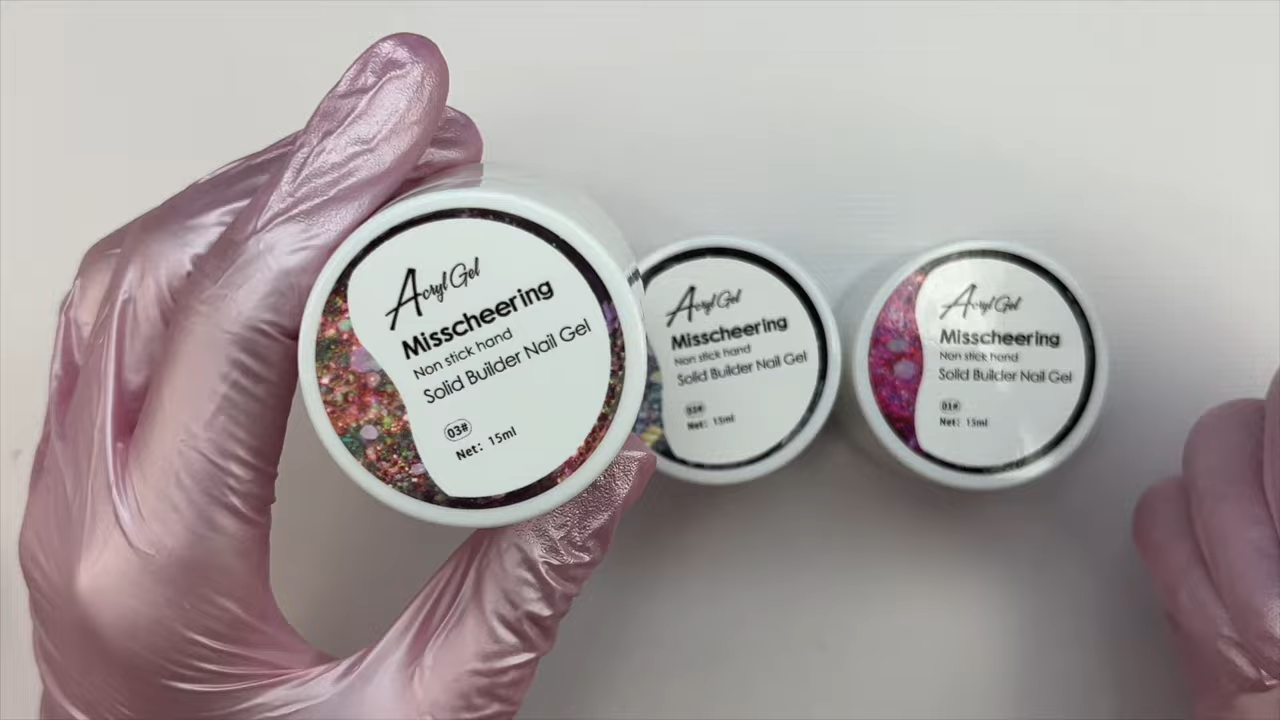 Acryl Gel
Misscheering
Non stick hand
Solid Builder Nail Gel
03#
Net: 15ml
Acryl Gel
Misscheering
Non stick hand
Solid Builder Nail Gel
Net: 15ml
Acryl Gel
Misscheering
Non stick hand
Solid Builder Nail Gel
01#
Net: 15ml